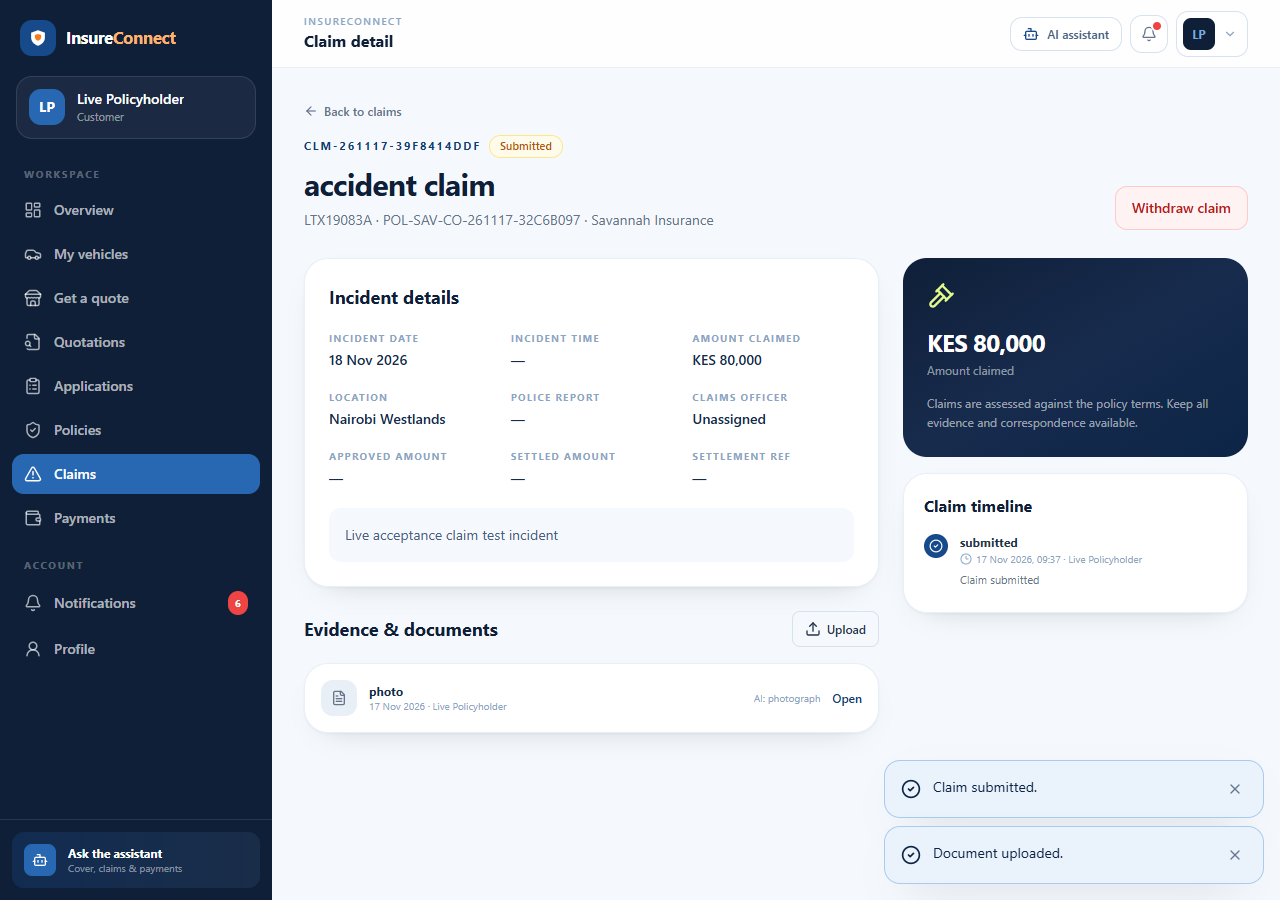 InsureConnect
LP
Live Policyholder
Customer
WORKSPACE
Overview
My vehicles
Get a quote
Quotations
Applications
Policies
Claims
Payments
ACCOUNT
Notifications 6
Profile
Ask the assistant
Cover, claims & payments
INSURECONNECT
Claim detail
AI assistant
LP
Back to claims
CLM-261117-39F8414DDF Submitted
accident claim
LTX19083A · POL-SAV-CO-261117-32C6B097 · Savannah Insurance
Withdraw claim
Incident details
INCIDENT DATE INCIDENT TIME AMOUNT CLAIMED
18 Nov 2026 — KES 80,000
LOCATION POLICE REPORT CLAIMS OFFICER
Nairobi Westlands — Unassigned
APPROVED AMOUNT SETTLED AMOUNT SETTLEMENT REF
— — —
Live acceptance claim test incident
Evidence & documents
Upload
photo
17 Nov 2026 · Live Policyholder
AI: photograph Open
KES 80,000
Amount claimed
Claims are assessed against the policy terms. Keep all
evidence and correspondence available.
Claim timeline
submitted
17 Nov 2026, 09:37 · Live Policyholder
Claim submitted
Claim submitted.
Document uploaded.